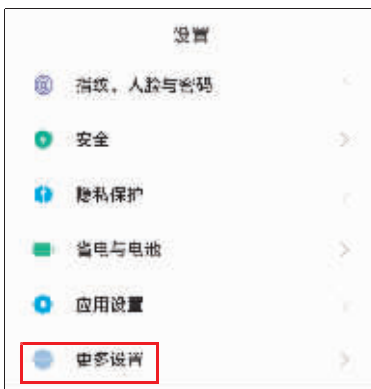 设置
指纹、人脸与密码
安全
隐私保护
省电与电池
应用设置
更多设置